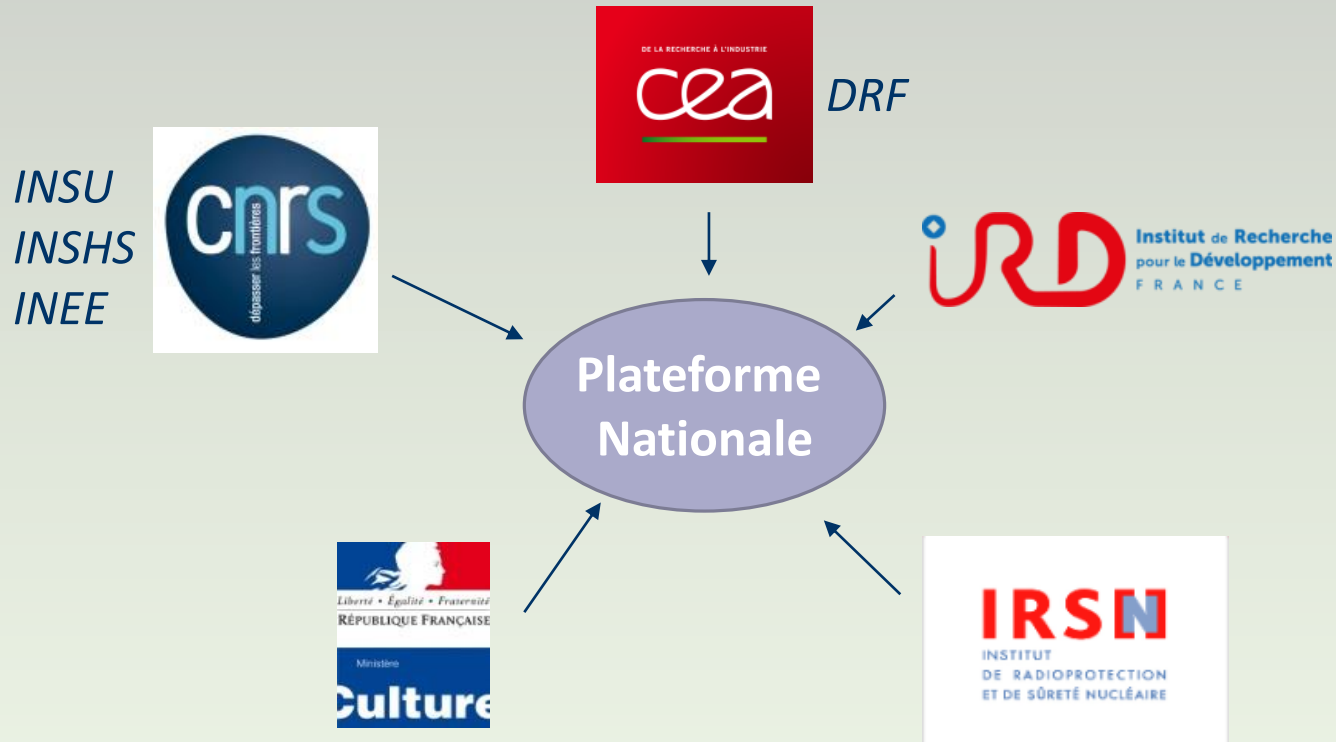 DE LA RECHERCHE À L'INDUSTRIE
cea
DRF
INSU
INSHS
INEE
cnrs
dépasser les frontières
iRD
Institut de Recherche
pour le Développement
FRANCE
Plateforme
Nationale
Liberté • Égalité • Fraternité
RÉPUBLIQUE FRANÇAISE
Ministère
Culture
IRSN
INSTITUT
DE RADIOPROTECTION
ET DE SÛRETÉ NUCLÉAIRE